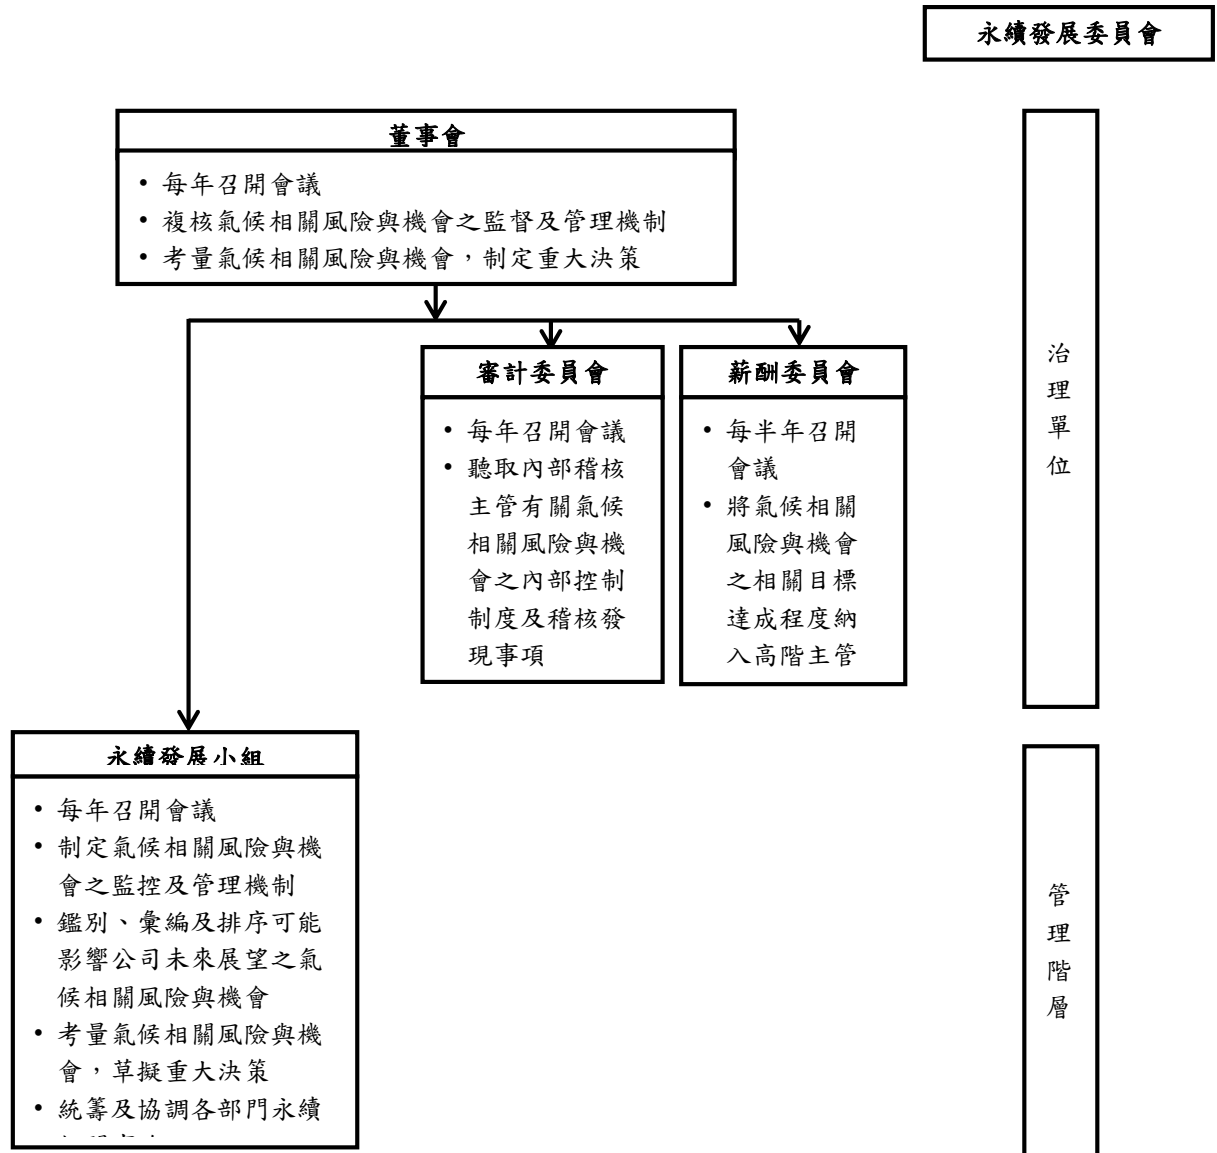 永續發展委員會
董事會
• 每年召開會議
• 複核氣候相關風險與機會之監督及管理機制
• 考量氣候相關風險與機會，制定重大決策
審計委員會
• 每年召開會議
• 聽取內部稽核
主管有關氣候
相關風險與機
會之內部控制
制度及稽核發
現事項
薪酬委員會
• 每半年召開
會議
• 將氣候相關
風險與機會
之相關目標
達成程度納
入高階主管
治
理
單
位
永續發展小組
• 每年召開會議
• 制定氣候相關風險與機
會之監控及管理機制
• 鑑別、彙編及排序可能
影響公司未來展望之氣
候相關風險與機會
• 考量氣候相關風險與機
會，草擬重大決策
• 統籌及協調各部門永續
管
理
階
層